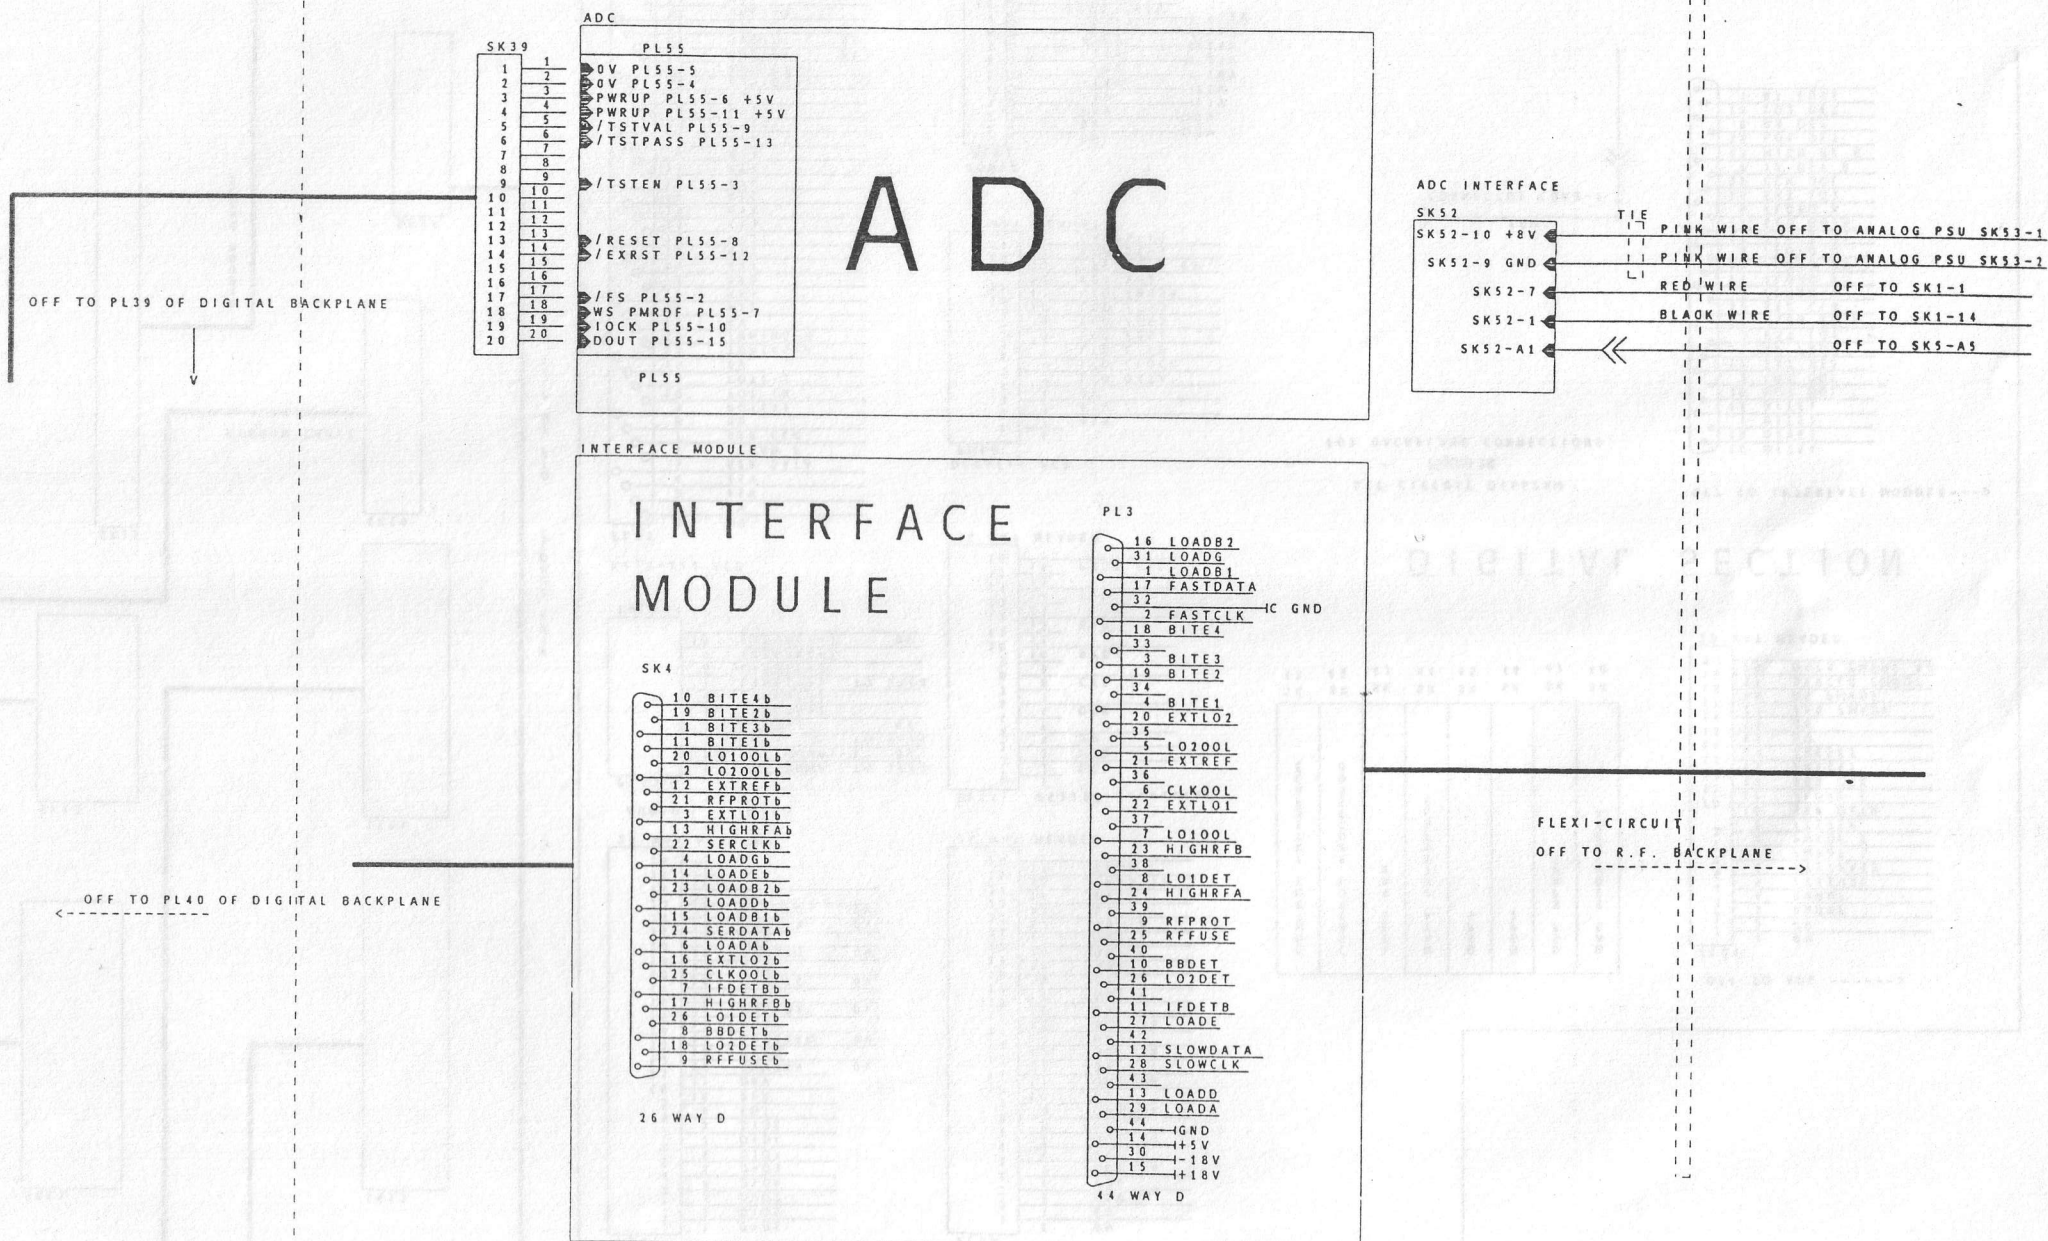 ADC
SK39
PL55
1 1 0V PL55-5
2 2 0V PL55-4
3 3 PWRUP PL55-6 +5V
4 4 PWRUP PL55-11 +5V
5 5 /TSTVAL PL55-9
6 6 /TSTPASS PL55-13
7 7
8 8
9 9 /TSTEN PL55-3
10 10
11 11
12 12
13 13 /RESET PL55-8
14 14 /EXRST PL55-12
15 15
16 16
17 17 /FS PL55-2
18 18 WS PMRDF PL55-7
19 19 IOCK PL55-10
20 20 DOUT PL55-15
PL55
ADC
OFF TO PL39 OF DIGITAL BACKPLANE
ADC INTERFACE
SK52
TIE
SK52-10 +8V PINK WIRE OFF TO ANALOG PSU SK53-1
SK52-9 GND PINK WIRE OFF TO ANALOG PSU SK53-2
SK52-7 RED WIRE OFF TO SK1-1
SK52-1 BLACK WIRE OFF TO SK1-14
SK52-A1 OFF TO SK5-A5
INTERFACE MODULE
INTERFACE
MODULE
SK4
10 BITE4b
19 BITE2b
1 BITE3b
11 BITE1b
20 LO1OOLb
2 LO2OOLb
12 EXTREFb
21 RFPROTb
3 EXTLO1b
13 HIGHRFAb
22 SERCLKb
4 LOADGb
14 LOADEb
23 LOADB2b
5 LOADDb
15 LOADB1b
24 SERDATAb
6 LOADAb
16 EXTLO2b
25 CLKOOLb
7 IFDETBb
17 HIGHRFBb
26 LO1DETb
8 BBDETb
18 LO2DETb
9 RFFUSEb
26 WAY D
PL3
16 LOADB2
31 LOADG
1 LOADB1
17 FASTDATA
32 C GND
2 FASTCLK
18 BITE4
33
3 BITE3
19 BITE2
34
4 BITE1
20 EXTLO2
35
5 LO2OOL
21 EXTREF
36
6 CLKOOL
22 EXTLO1
37
7 LO1OOL
23 HIGHRFB
38
8 LO1DET
24 HIGHRFA
39
9 RFPROT
25 RFFUSE
40
10 BBDET
26 LO2DET
41
11 IFDETB
27 LOADE
42
12 SLOWDATA
28 SLOWCLK
43
13 LOADD
29 LOADA
44 GND
14 +5V
30 -18V
15 +18V
44 WAY D
OFF TO PL40 OF DIGITAL BACKPLANE
FLEXI-CIRCUIT
OFF TO R.F. BACKPLANE